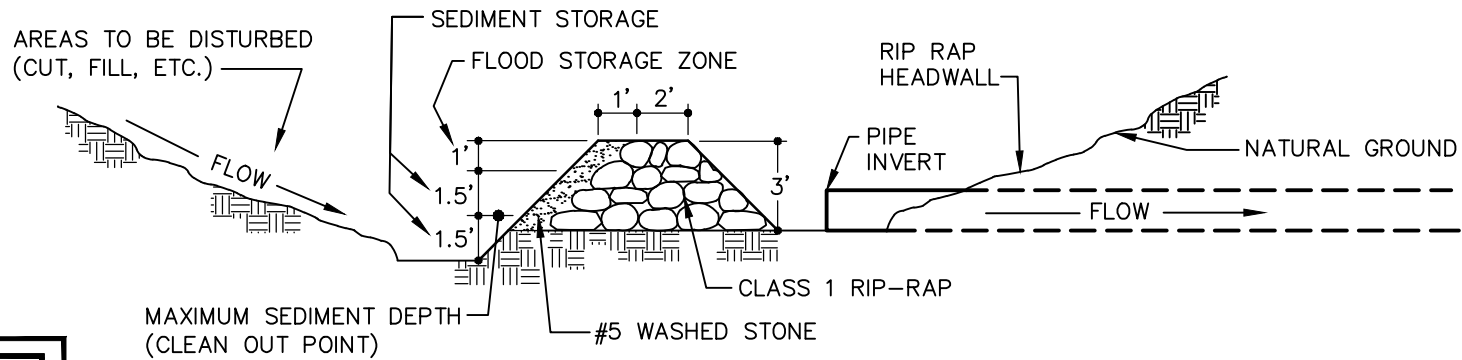 AREAS TO BE DISTURBED
(CUT, FILL, ETC.)
SEDIMENT STORAGE
FLOOD STORAGE ZONE
1' 2'
RIP RAP
HEADWALL
PIPE
INVERT
NATURAL GROUND
FLOW
1'
1.5'
1.5'
3'
FLOW
CLASS 1 RIP-RAP
MAXIMUM SEDIMENT DEPTH
(CLEAN OUT POINT)
#5 WASHED STONE